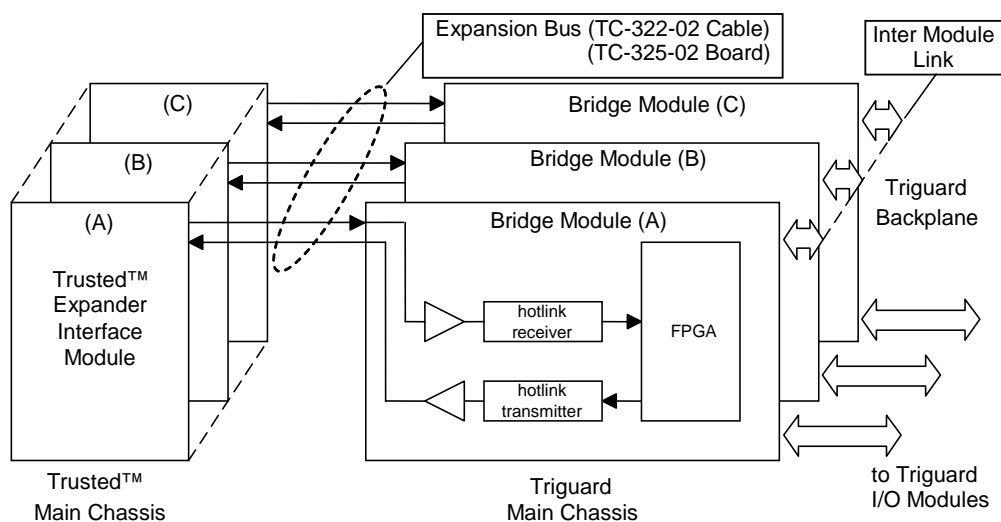 Expansion Bus (TC-322-02 Cable)
(TC-325-02 Board)
Inter Module
Link
(C)
Bridge Module (C)
(B)
Bridge Module (B)
(A)
Bridge Module (A)
Triguard
Backplane
Trusted™
Expander
Interface
Module
hotlink
receiver
FPGA
hotlink
transmitter
Trusted™
Main Chassis
Triguard
Main Chassis
to Triguard
I/O Modules